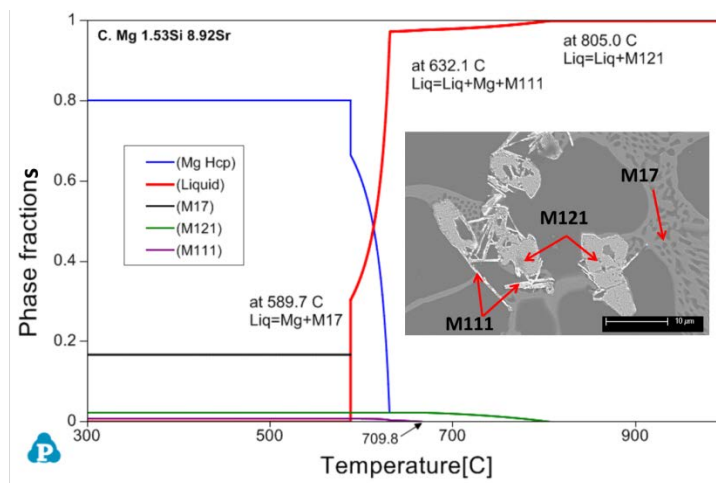 C. Mg 1.53Si 8.92Sr
at 805.0 C
Liq=Liq+M121
at 632.1 C
Liq=Liq+Mg+M111
(Mg Hcp)
(Liquid)
(M17)
(M121)
(M111)
at 589.7 C
Liq=Mg+M17
M17
M121
M111
10 µm
Phase fractions
1
0.8
0.6
0.4
0.2
0
300
500
700
900
709.8
Temperature[C]
P